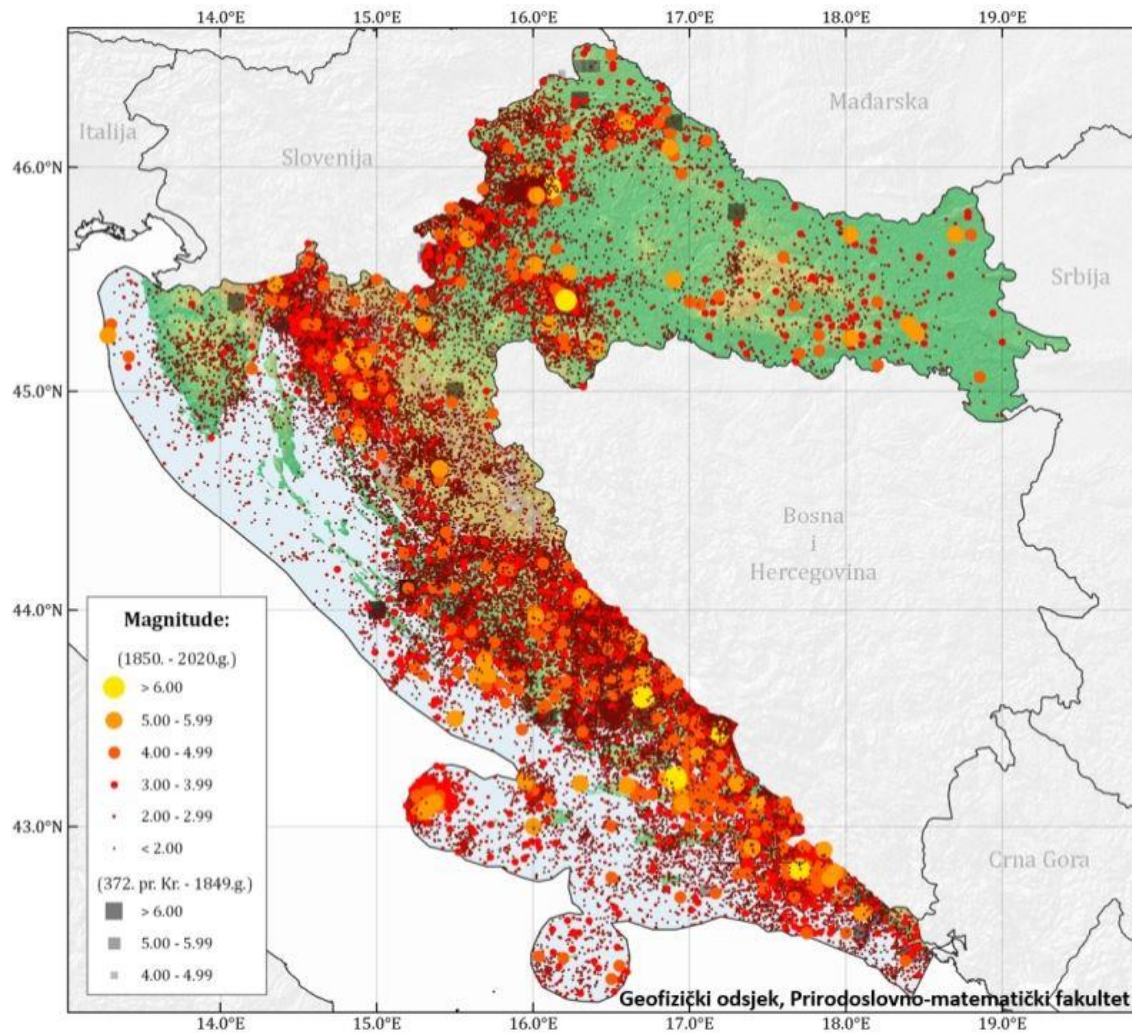 14.0°E 15.0°E 16.0°E 17.0°E 18.0°E 19.0°E
Mađarska
Italija
Slovenija
46.0°N
Srbija
45.0°N
Bosna
i
Hercegovina
44.0°N
43.0°N
Crna Gora
Magnitude:
(1850. - 2020.g.)
> 6.00
5.00 - 5.99
4.00 - 4.99
3.00 - 3.99
2.00 - 2.99
< 2.00
(372. pr. Kr. - 1849.g.)
> 6.00
5.00 - 5.99
4.00 - 4.99
Geofizički odsjek, Prirodoslovno-matematički fakultet
14.0°E 15.0°E 16.0°E 17.0°E 18.0°E 19.0°E